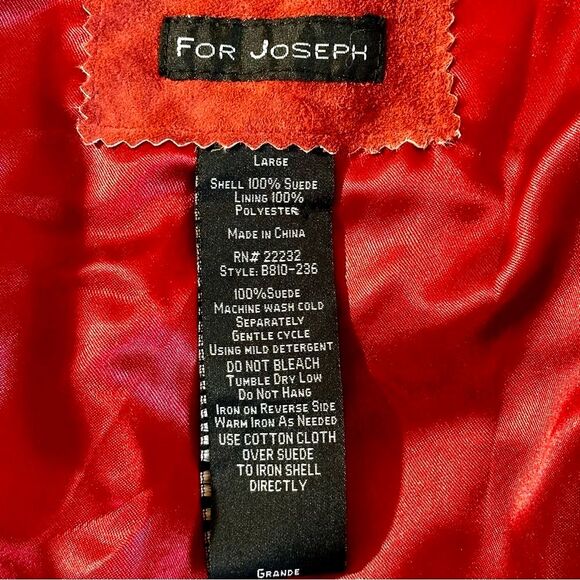 FOR JOSEPH
LARGE
SHELL 100% SUEDE
LINING 100%
POLYESTER
MADE IN CHINA
RN# 22232
STYLE: B810-236
100%SUEDE
MACHINE WASH COLD
SEPARATELY
GENTLE CYCLE
USING MILD DETERGENT
DO NOT BLEACH
TUMBLE DRY LOW
DO NOT HANG
IRON ON REVERSE SIDE
WARM IRON AS NEEDED
USE COTTON CLOTH
OVER SUEDE
TO IRON SHELL
DIRECTLY
GRANDE